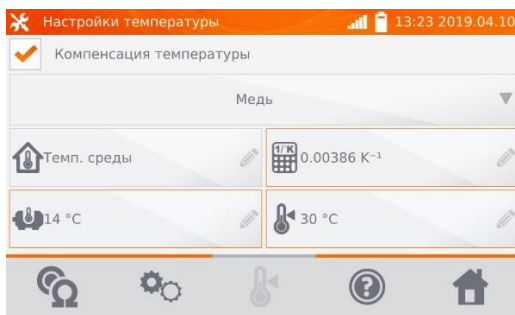 Настройки температуры 13:23 2019.04.10
Компенсация температуры
Медь
Темп. среды
1/°K 0.00386 K⁻¹
14 °C
30 °C